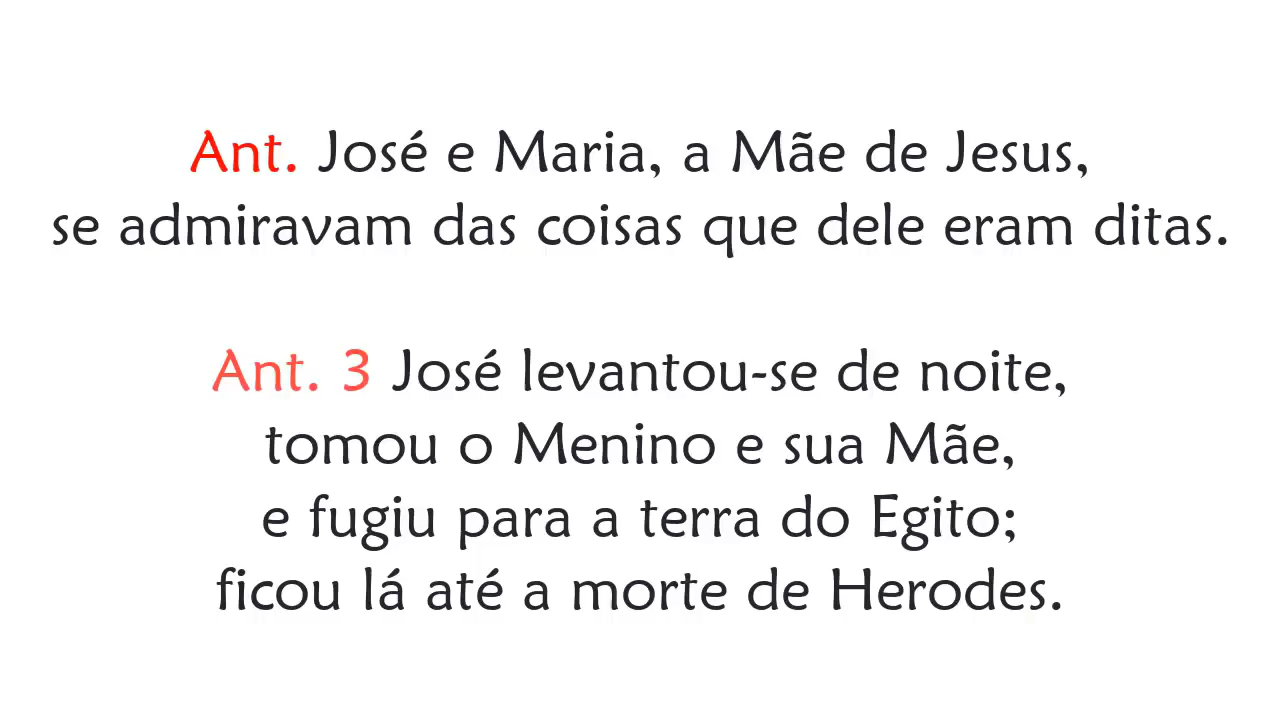 Ant. José e Maria, a Mãe de Jesus,
se admiravam das coisas que dele eram ditas.
Ant. 3 José levantou-se de noite,
tomou o Menino e sua Mãe,
e fugiu para a terra do Egito;
ficou lá até a morte de Herodes.